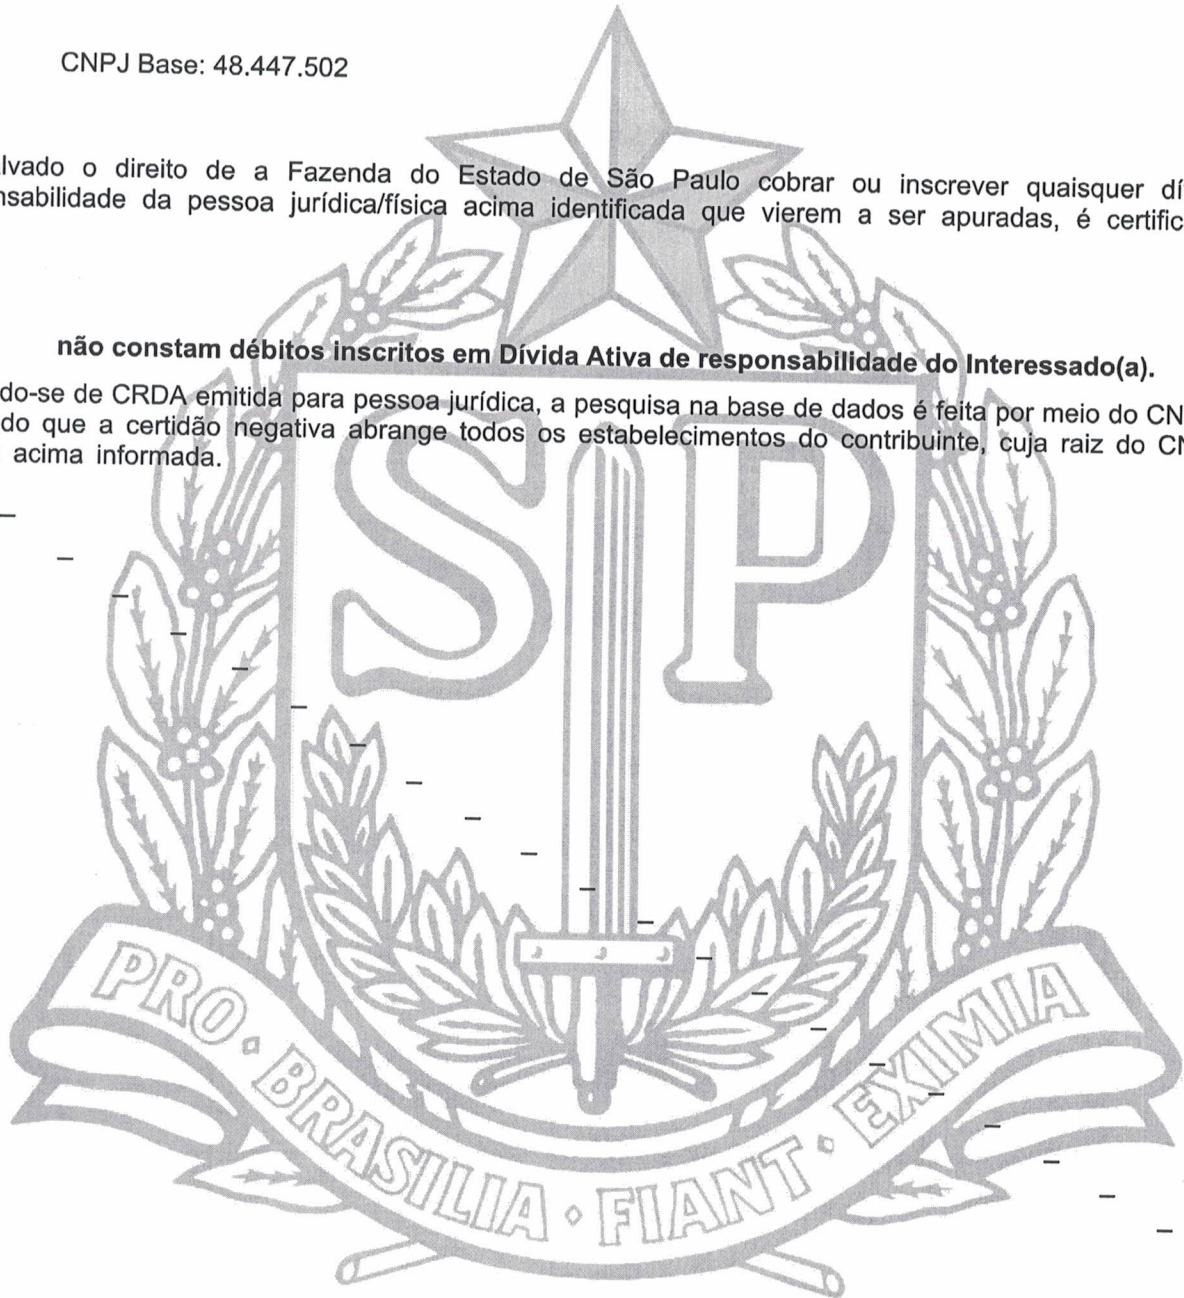 CNPJ Base: 48.447.502
lvado o direito de a Fazenda do Estado de São Paulo cobrar ou inscrever quaisquer dí
nsabilidade da pessoa jurídica/física acima identificada que vierem a ser apuradas, é certific
não constam débitos inscritos em Dívida Ativa de responsabilidade do Interessado(a).
do-se de CRDA emitida para pessoa jurídica, a pesquisa na base de dados é feita por meio do CN
do que a certidão negativa abrange todos os estabelecimentos do contribuinte, cuja raiz do CN
acima informada.
SP
PRO BRASILIA FIANT EXIMIA